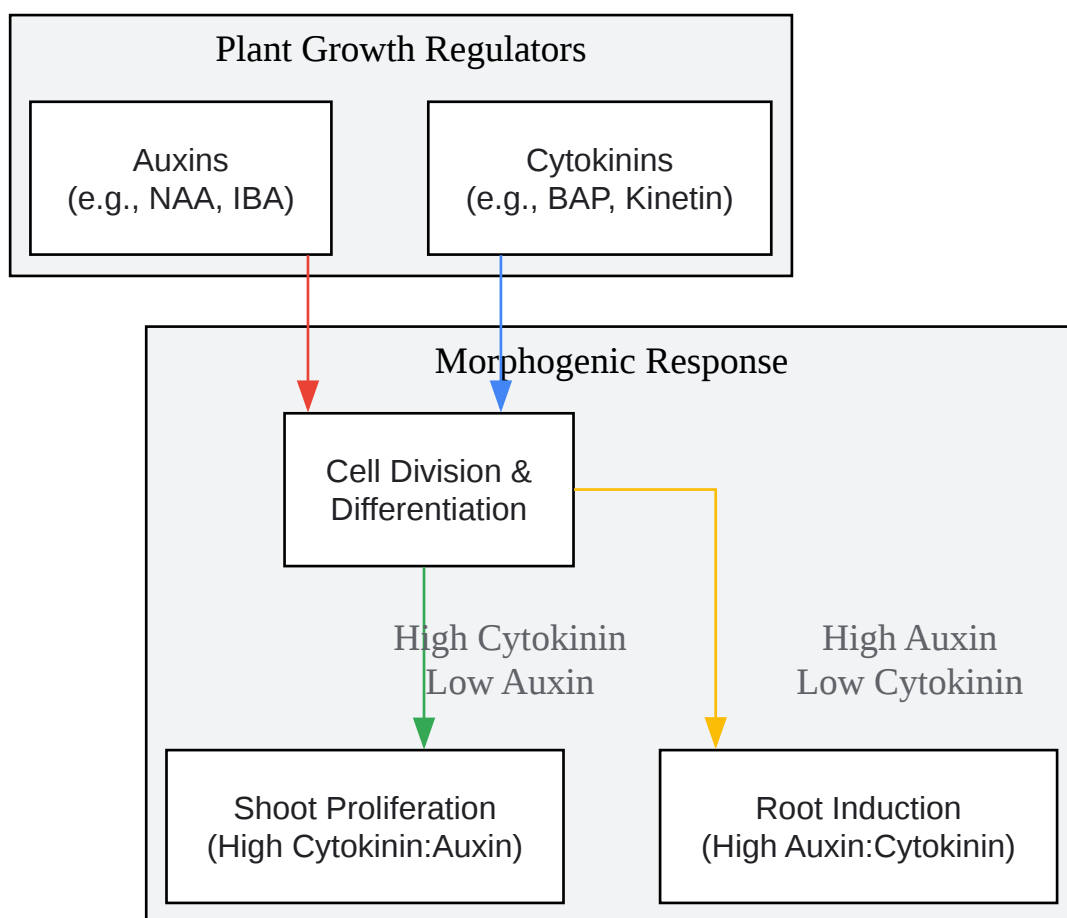 Plant Growth Regulators
Auxins
(e.g., NAA, IBA)
Cytokinins
(e.g., BAP, Kinetin)
Morphogenic Response
Cell Division &
Differentiation
High Cytokinin
Low Auxin
High Auxin
Low Cytokinin
Shoot Proliferation
(High Cytokinin:Auxin)
Root Induction
(High Auxin:Cytokinin)